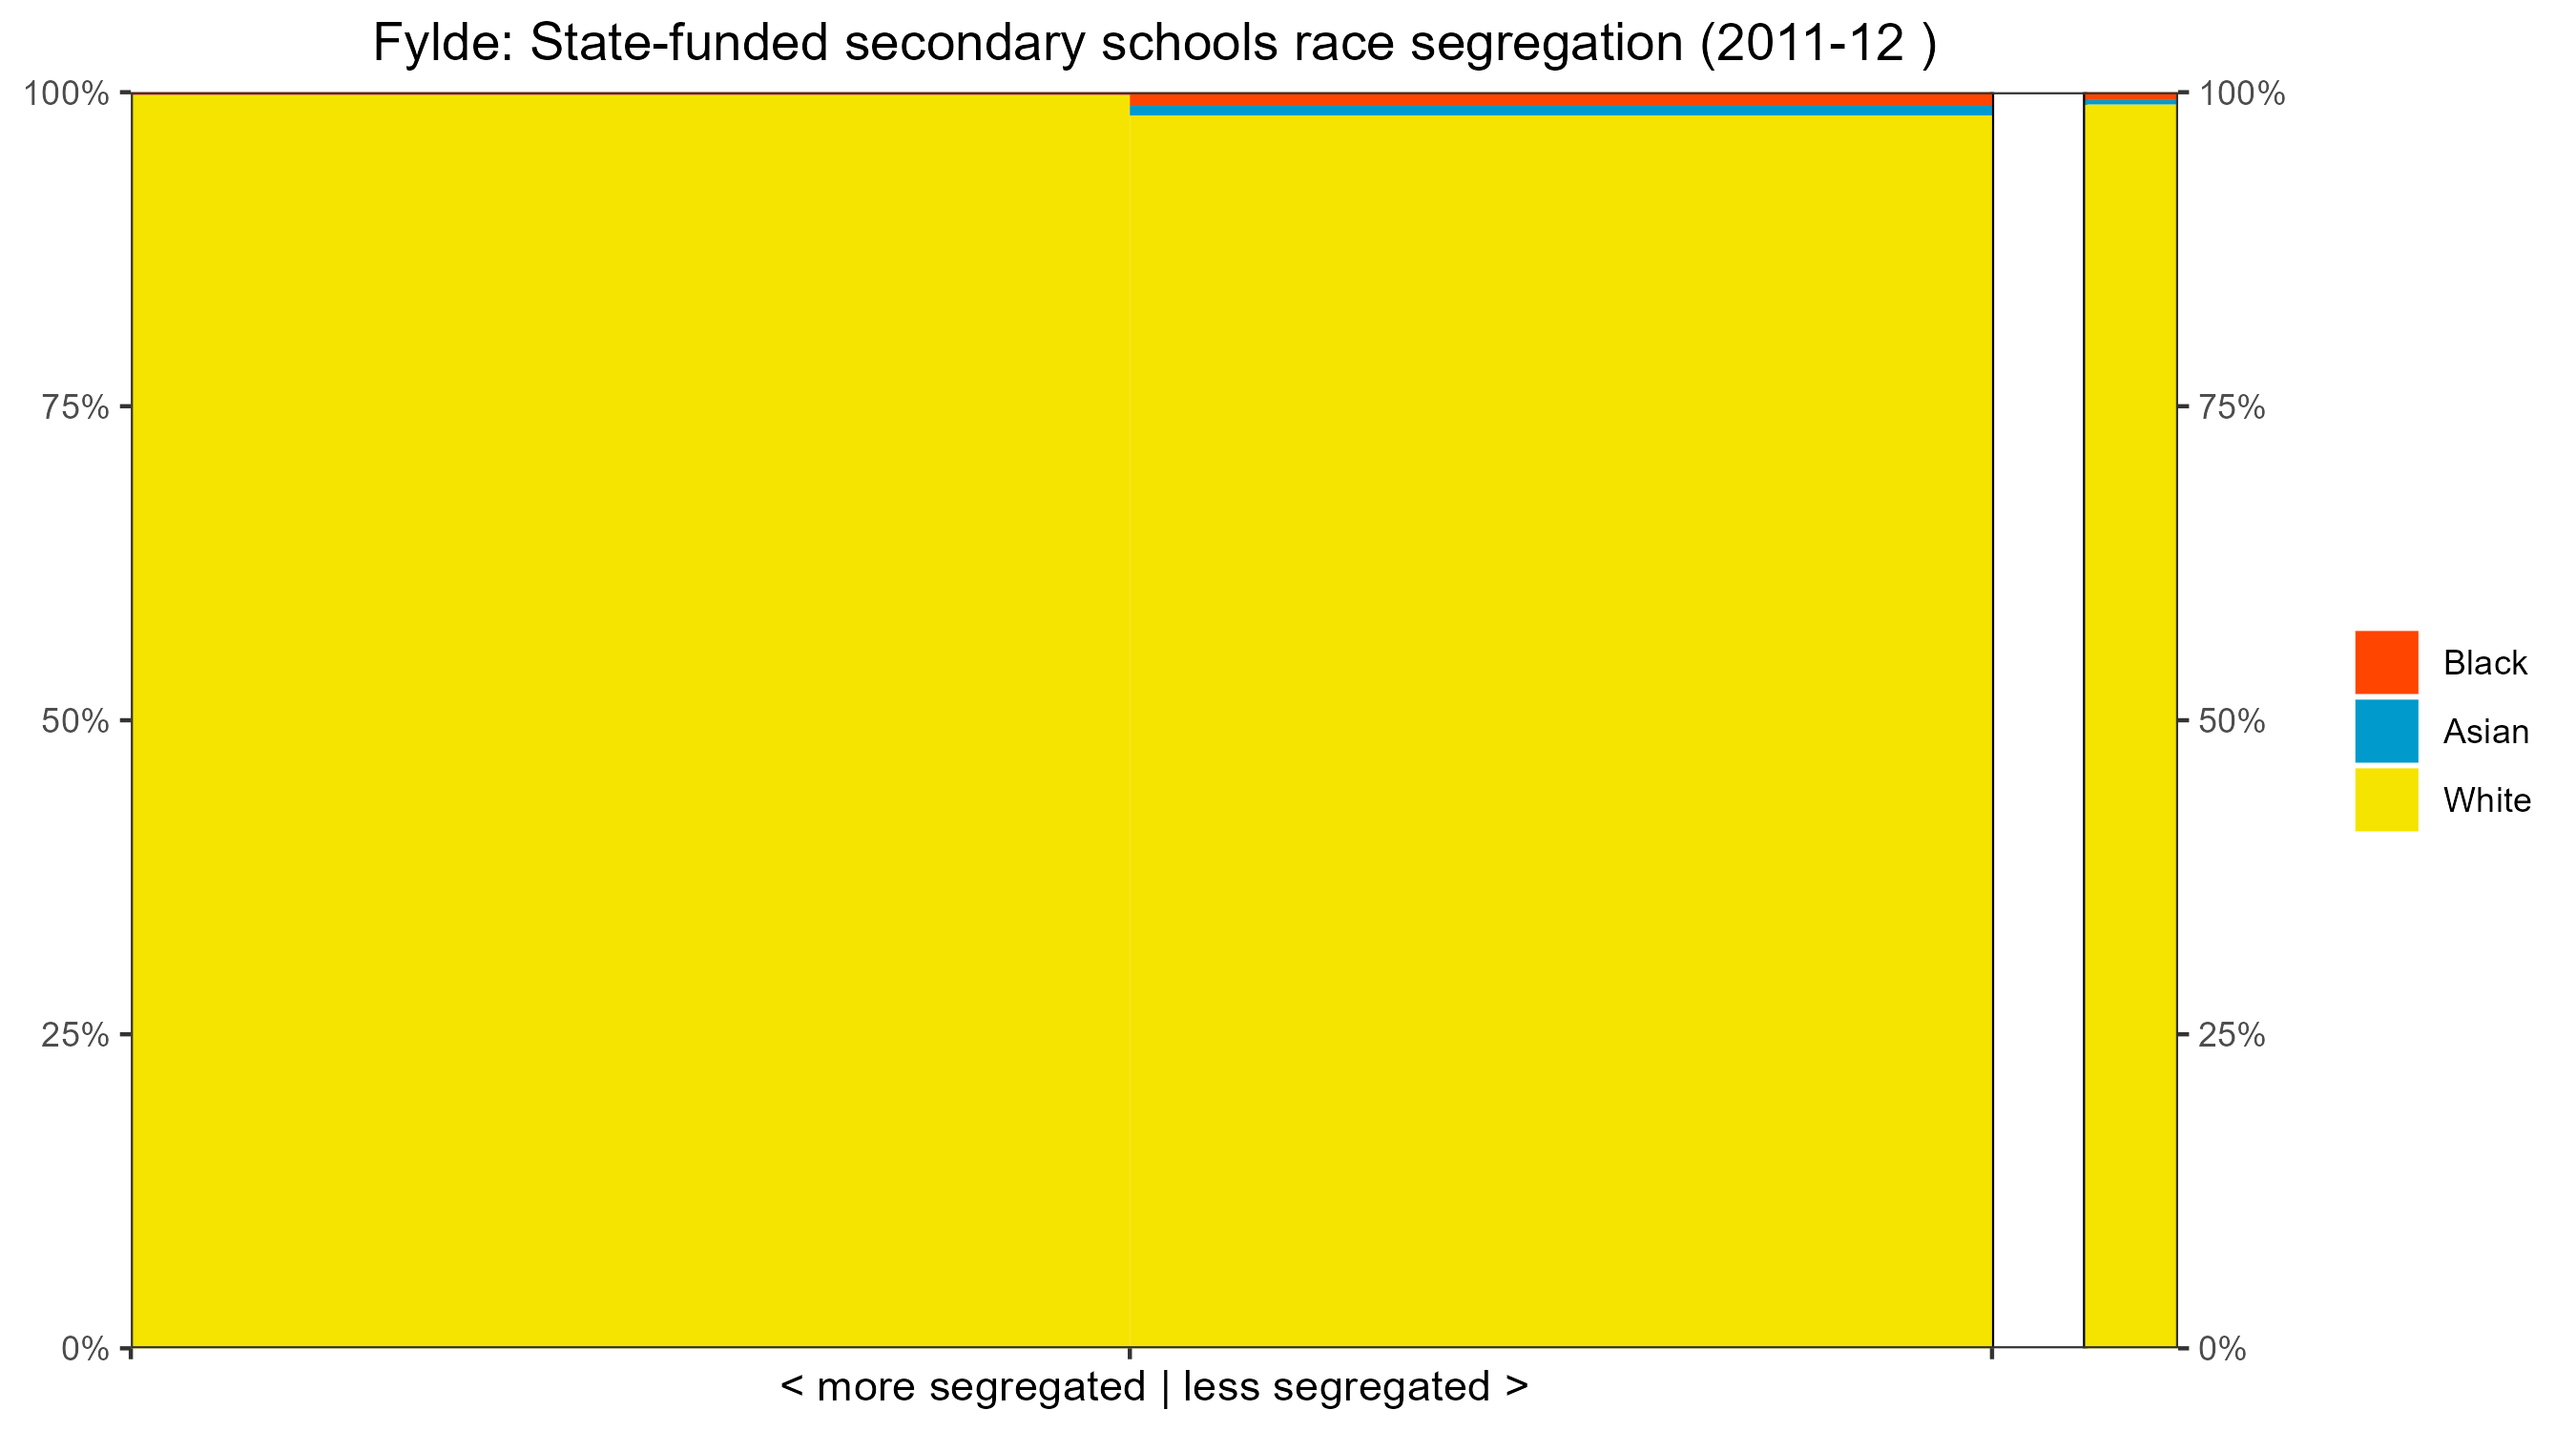 Fylde: State-funded secondary schools race segregation (2011-12 )
100%
75%
50%
25%
0%
100%
75%
50%
25%
0%
< more segregated | less segregated >
Black
Asian
White